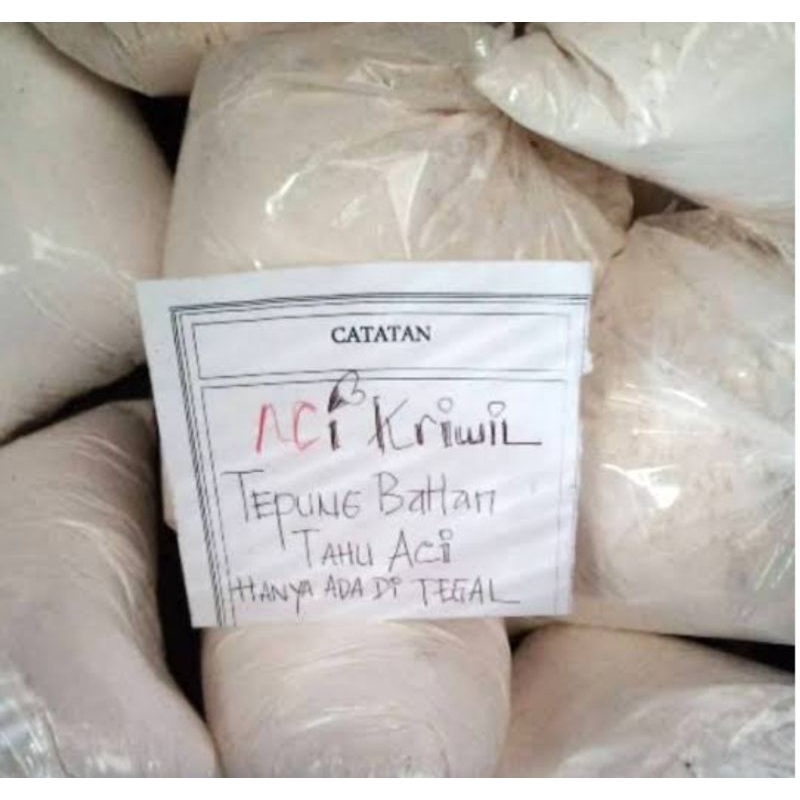 CATATAN
ACi Kriwil
TEPUNG BaHan
TAHU ACi
HANYA ADA Di TEGAL